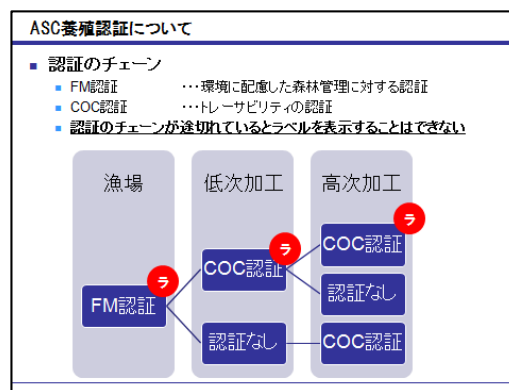 ASC養殖認証について
認証のチェーン
FM認証 ・・・環境に配慮した森林管理に対する認証
COC認証 ・・・トレーサビリティの認証
認証のチェーンが途切れているとラベルを表示することはできない
漁場 低次加工 高次加工
ラ
COC認証
ラ
COC認証
ラ
FM認証
認証なし
認証なし
COC認証